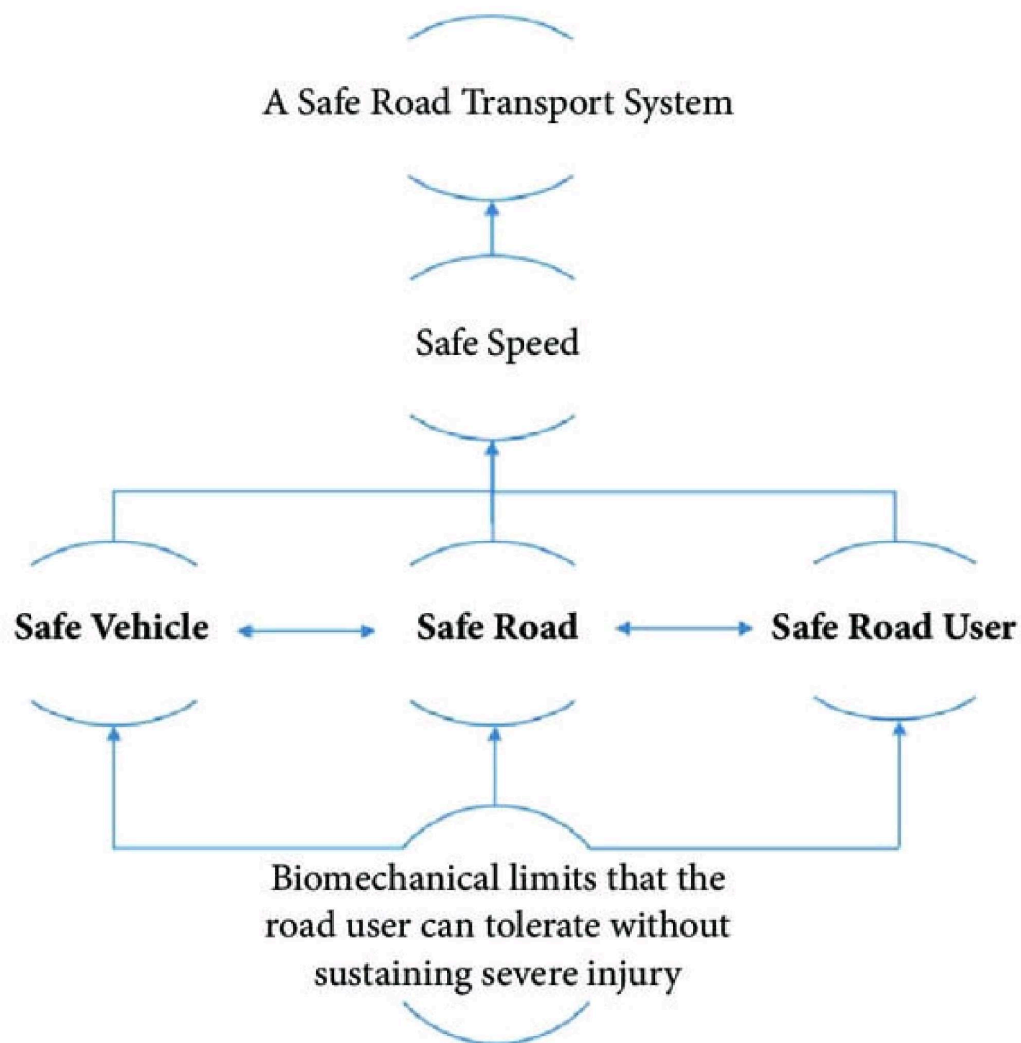 A Safe Road Transport System
Safe Speed
Safe Vehicle
Safe Road
Safe Road User
Biomechanical limits that the
road user can tolerate without
sustaining severe injury